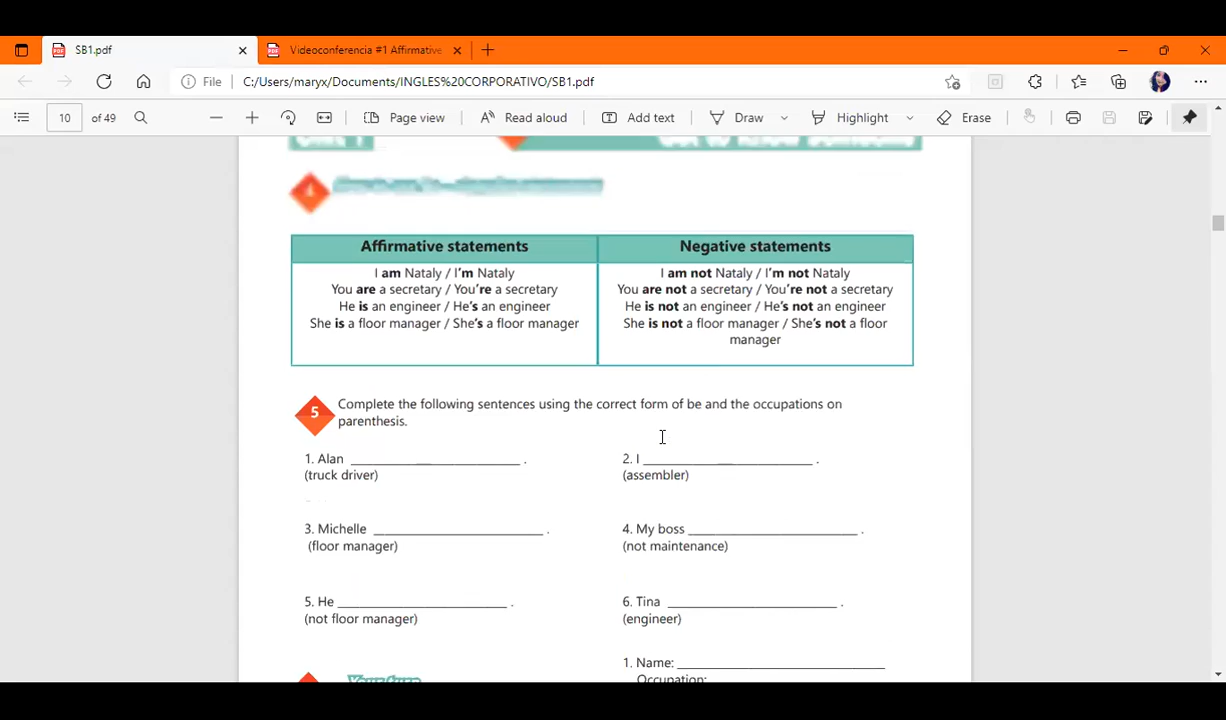 SB1.pdf
Videoconferencia #1 Affirmative
File C:/Users/maryx/Documents/INGLES%20CORPORATIVO/SB1.pdf
10 of 49 Page view Read aloud Add text Draw Highlight Erase
4
Affirmative statements
Negative statements
I am Nataly / I'm Nataly
You are a secretary / You're a secretary
He is an engineer / He's an engineer
She is a floor manager / She's a floor manager
I am not Nataly / I'm not Nataly
You are not a secretary / You're not a secretary
He is not an engineer / He's not an engineer
She is not a floor manager / She's not a floor
manager
5
Complete the following sentences using the correct form of be and the occupations on
parenthesis.
1. Alan ____________________ .
(truck driver)
2. I ____________________ .
(assembler)
3. Michelle ____________________ .
(floor manager)
4. My boss ____________________ .
(not maintenance)
5. He ____________________ .
(not floor manager)
6. Tina ____________________ .
(engineer)
1. Name: _________________________
Occupation: